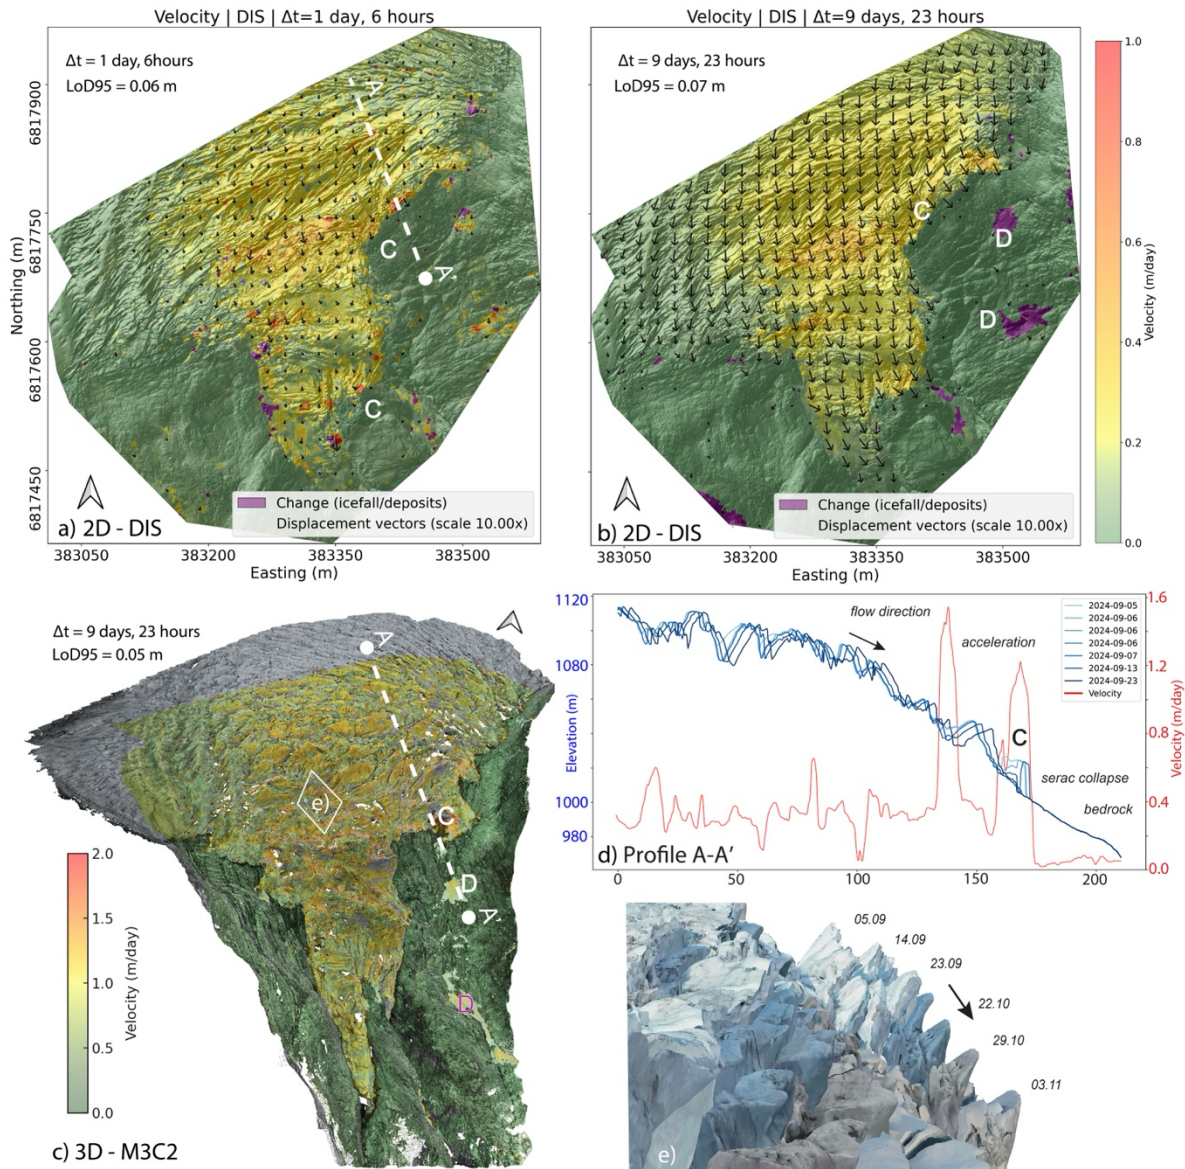 Velocity | DIS | Δt=1 day, 6 hours
Δt = 1 day, 6hours
LoD95 = 0.06 m
A
C
A'
C
6817900
6817750
6817600
6817450
Northing (m)
Change (icefall/deposits)
Displacement vectors (scale 10.00x)
a) 2D - DIS
383050
383200
383350
383500
Easting (m)
Velocity | DIS | Δt=9 days, 23 hours
Δt = 9 days, 23 hours
LoD95 = 0.07 m
C
D
D
Change (icefall/deposits)
Displacement vectors (scale 10.00x)
b) 2D - DIS
383050
383200
383350
383500
Easting (m)
1.0
0.8
0.6
0.4
0.2
0.0
Velocity (m/day)
Δt = 9 days, 23 hours
LoD95 = 0.05 m
A
e)
C
D
A'
D
2.0
1.5
1.0
0.5
0.0
Velocity (m/day)
c) 3D - M3C2
1120
1080
1040
1000
980
Elevation (m)
flow direction
acceleration
2024-09-05
2024-09-06
2024-09-06
2024-09-06
2024-09-07
2024-09-13
2024-09-23
Velocity
C
serac collapse
bedrock
1.6
1.2
0.8
0.4
0.0
Velocity (m/day)
d) Profile A-A'
0
50
100
150
200
05.09
14.09
23.09
22.10
29.10
03.11
e)